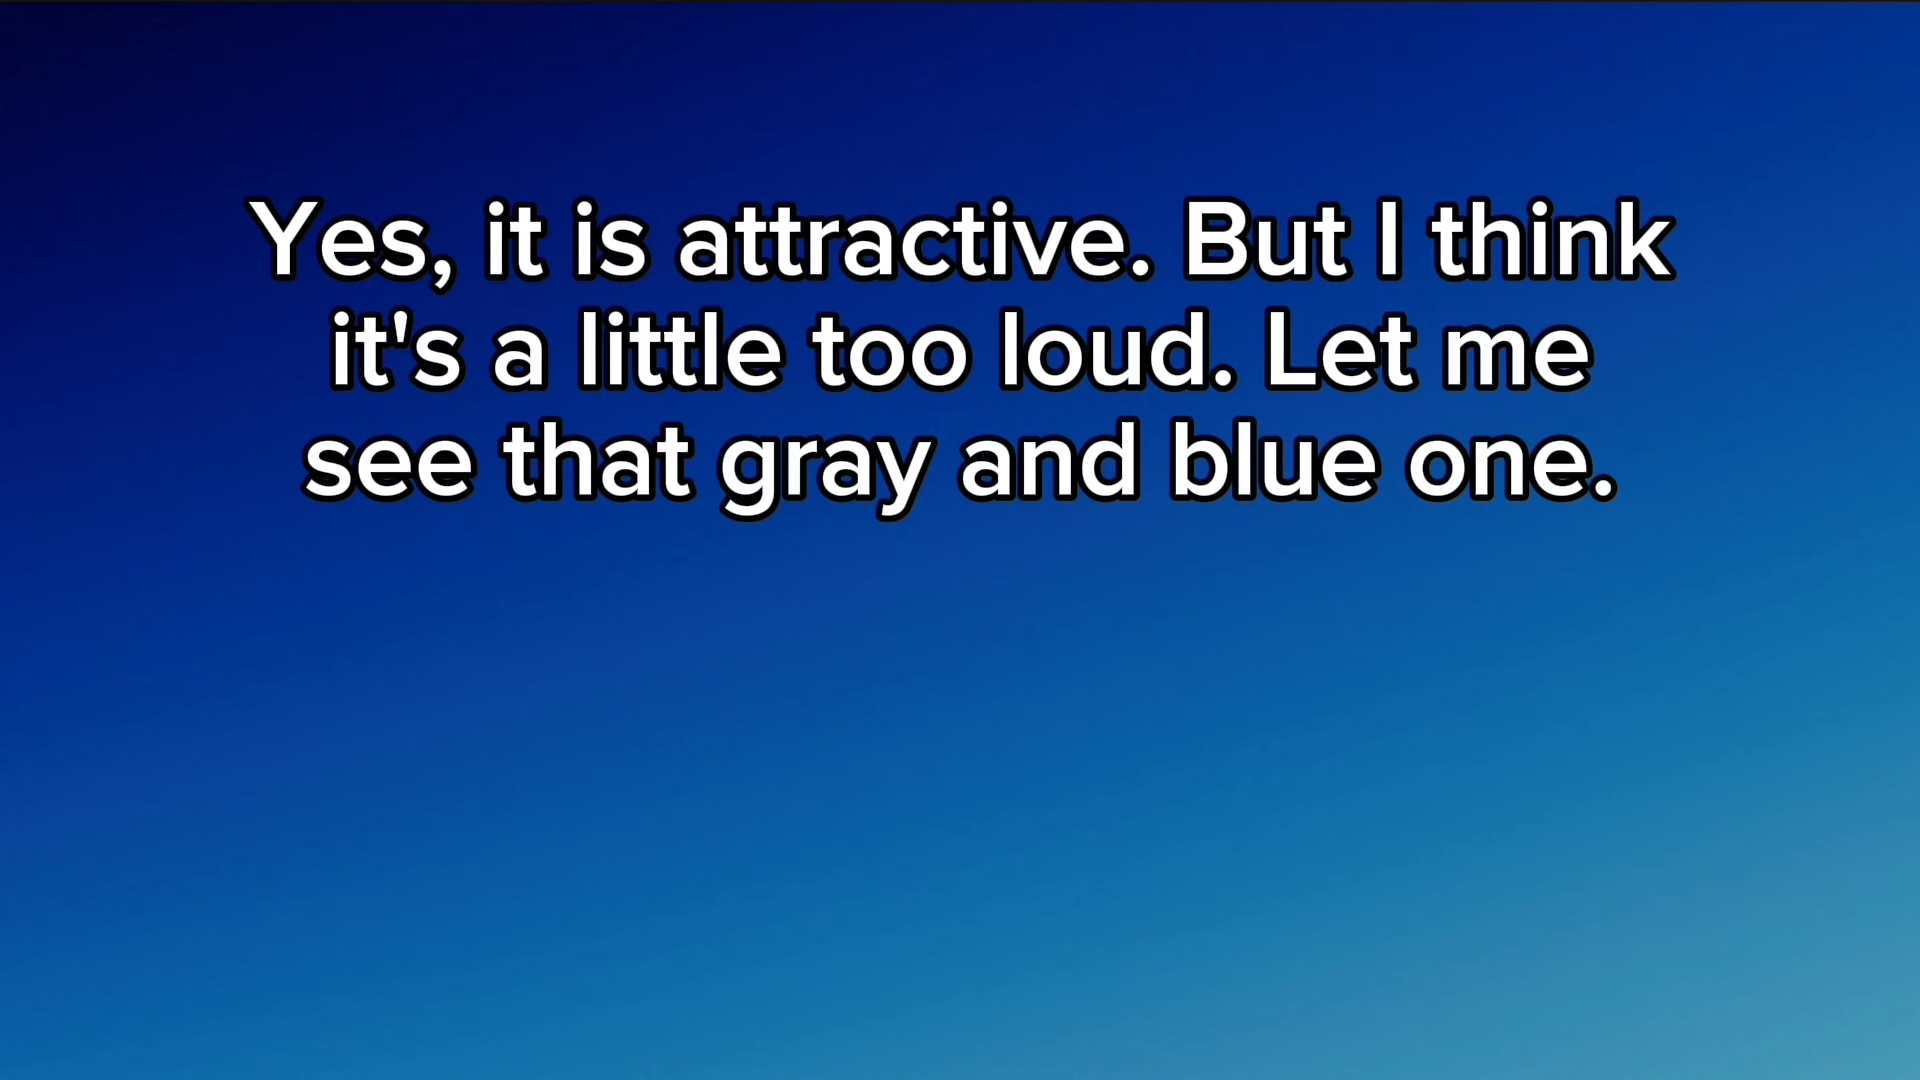 Yes, it is attractive. But I think
it's a little too loud. Let me
see that gray and blue one.